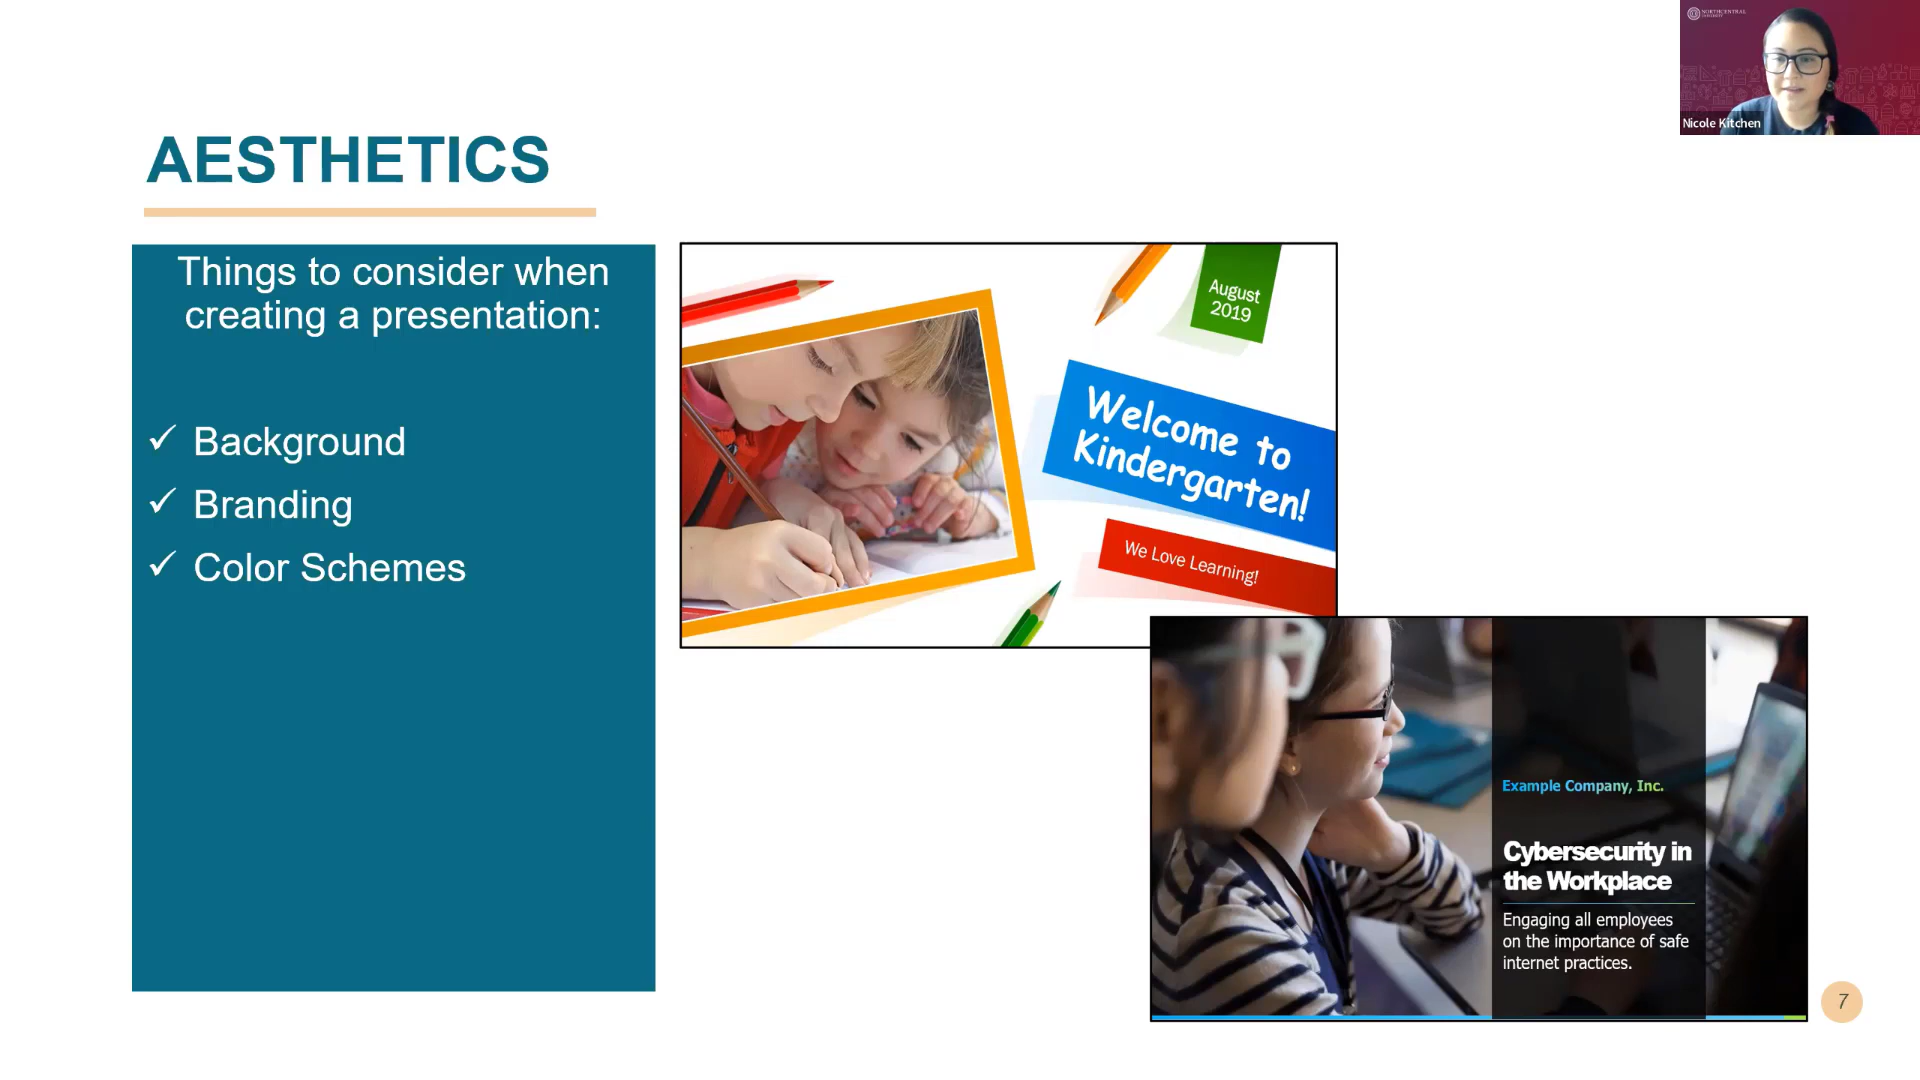 NORTHCENTRAL
UNIVERSITY
Nicole Kitchen
AESTHETICS
Things to consider when
creating a presentation:
✓ Background
✓ Branding
✓ Color Schemes
August
2019
Welcome to
Kindergarten!
We Love Learning!
Example Company, Inc.
Cybersecurity in
the Workplace
Engaging all employees
on the importance of safe
internet practices.
7